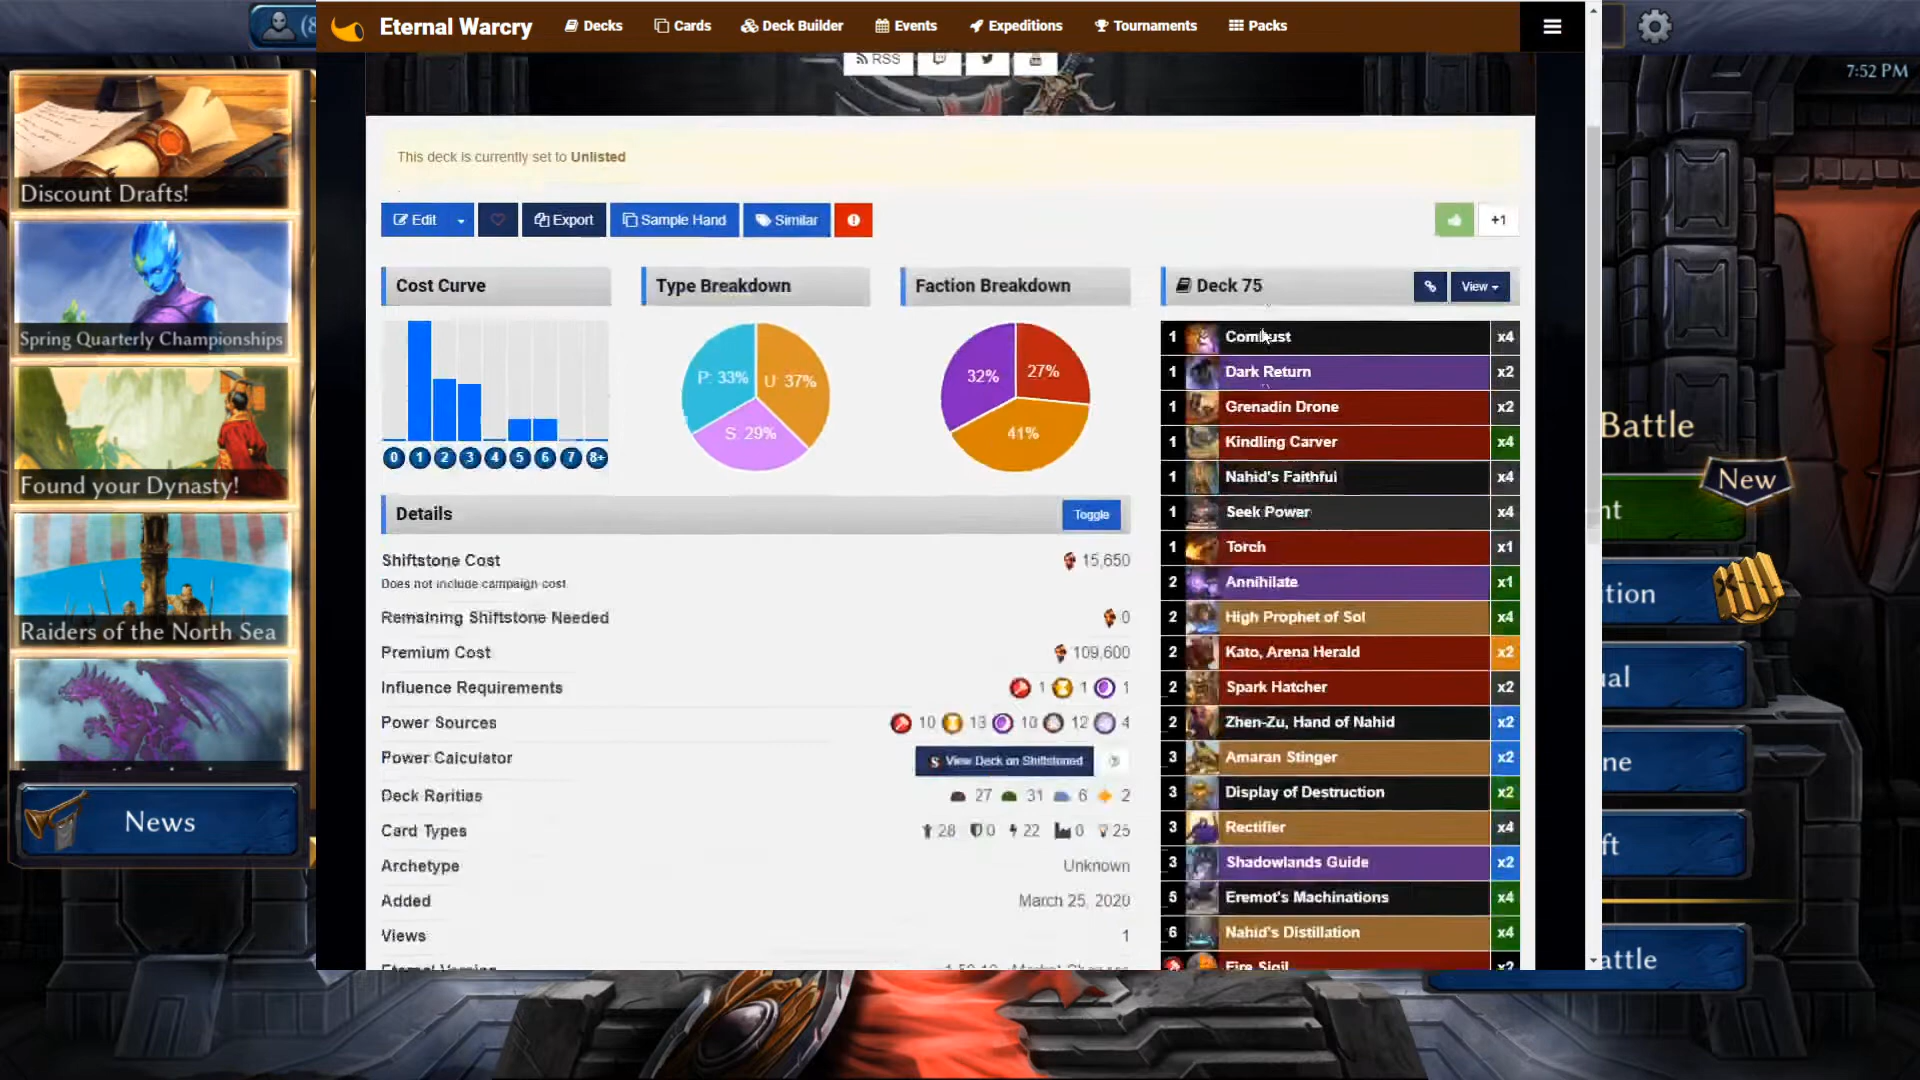 Eternal Warcry
Decks
Cards
Deck Builder
Events
Expeditions
Tournaments
Packs
7:52 PM
RSS
Discount Drafts!
Spring Quarterly Championships
Found your Dynasty!
Raiders of the North Sea
News
This deck is currently set to Unlisted
Edit
Export
Sample Hand
Similar
+1
Cost Curve
0 1 2 3 4 5 6 7 8+
Type Breakdown
P: 33%
U: 37%
S: 29%
Faction Breakdown
32%
27%
41%
Details
Toggle
Shiftstone Cost 15,650
Does not include campaign cost
Remaining Shiftstone Needed 0
Premium Cost 109,600
Influence Requirements 1 1 1
Power Sources 10 13 10 12 4
Power Calculator View Deck on Shiftstoned ?
Deck Rarities 27 31 6 2
Card Types 28 0 22 0 25
Archetype Unknown
Added March 25, 2020
Views 1
Deck 75
View
1 Combust x4
1 Dark Return x2
1 Grenadin Drone x2
1 Kindling Carver x4
1 Nahid's Faithful x4
1 Seek Power x4
1 Torch x1
2 Annihilate x1
2 High Prophet of Sol x4
2 Kato, Arena Herald x2
2 Spark Hatcher x2
2 Zhen-Zu, Hand of Nahid x2
3 Amaran Stinger x2
3 Display of Destruction x2
3 Rectifier x4
3 Shadowlands Guide x2
5 Eremot's Machinations x4
6 Nahid's Distillation x4
Fire Sigil x2
Battle
New
nt
tion
ial
ne
ft
attle